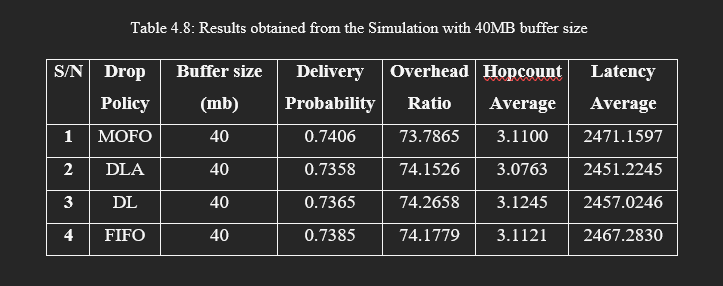 Table 4.8: Results obtained from the Simulation with 40MB buffer size
S/N Drop Policy Buffer size (mb) Delivery Probability Overhead Ratio Hopcount Average Latency Average
1 MOFO 40 0.7406 73.7865 3.1100 2471.1597
2 DLA 40 0.7358 74.1526 3.0763 2451.2245
3 DL 40 0.7365 74.2658 3.1245 2457.0246
4 FIFO 40 0.7385 74.1779 3.1121 2467.2830